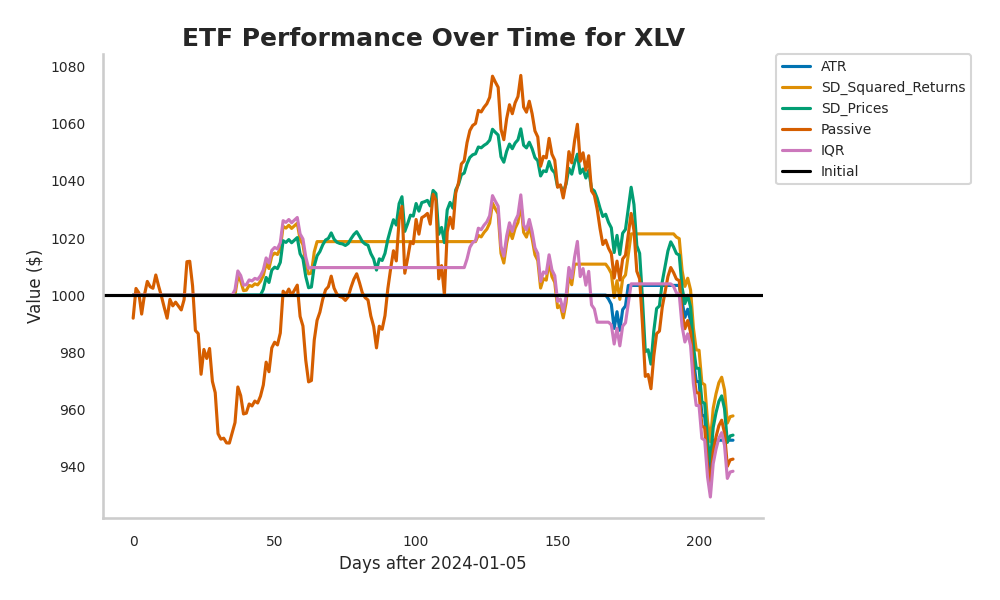 ETF Performance Over Time for XLV
1080
1060
1040
1020
1000
980
960
940
Value ($)
0
50
100
150
200
Days after 2024-01-05
ATR
SD_Squared_Returns
SD_Prices
Passive
IQR
Initial